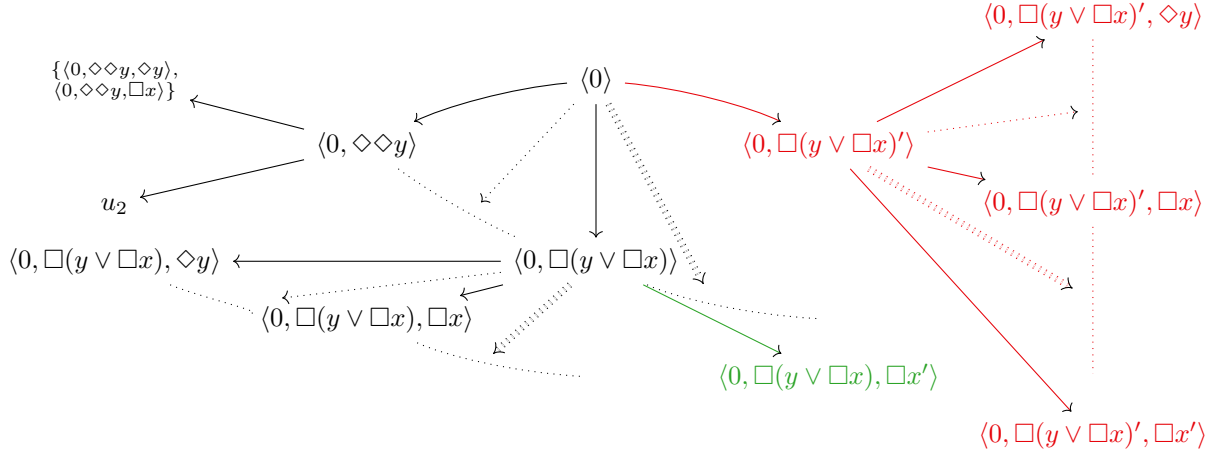 ⟨0, □(y ∨ □x)′, ◇y⟩
{⟨0, ◇◇y, ◇y⟩,
⟨0, ◇◇y, □x⟩}
⟨0⟩
⟨0, ◇◇y⟩
⟨0, □(y ∨ □x)′⟩
u₂
⟨0, □(y ∨ □x)′, □x⟩
⟨0, □(y ∨ □x), ◇y⟩
⟨0, □(y ∨ □x)⟩
⟨0, □(y ∨ □x), □x⟩
⟨0, □(y ∨ □x), □x′⟩
⟨0, □(y ∨ □x)′, □x′⟩